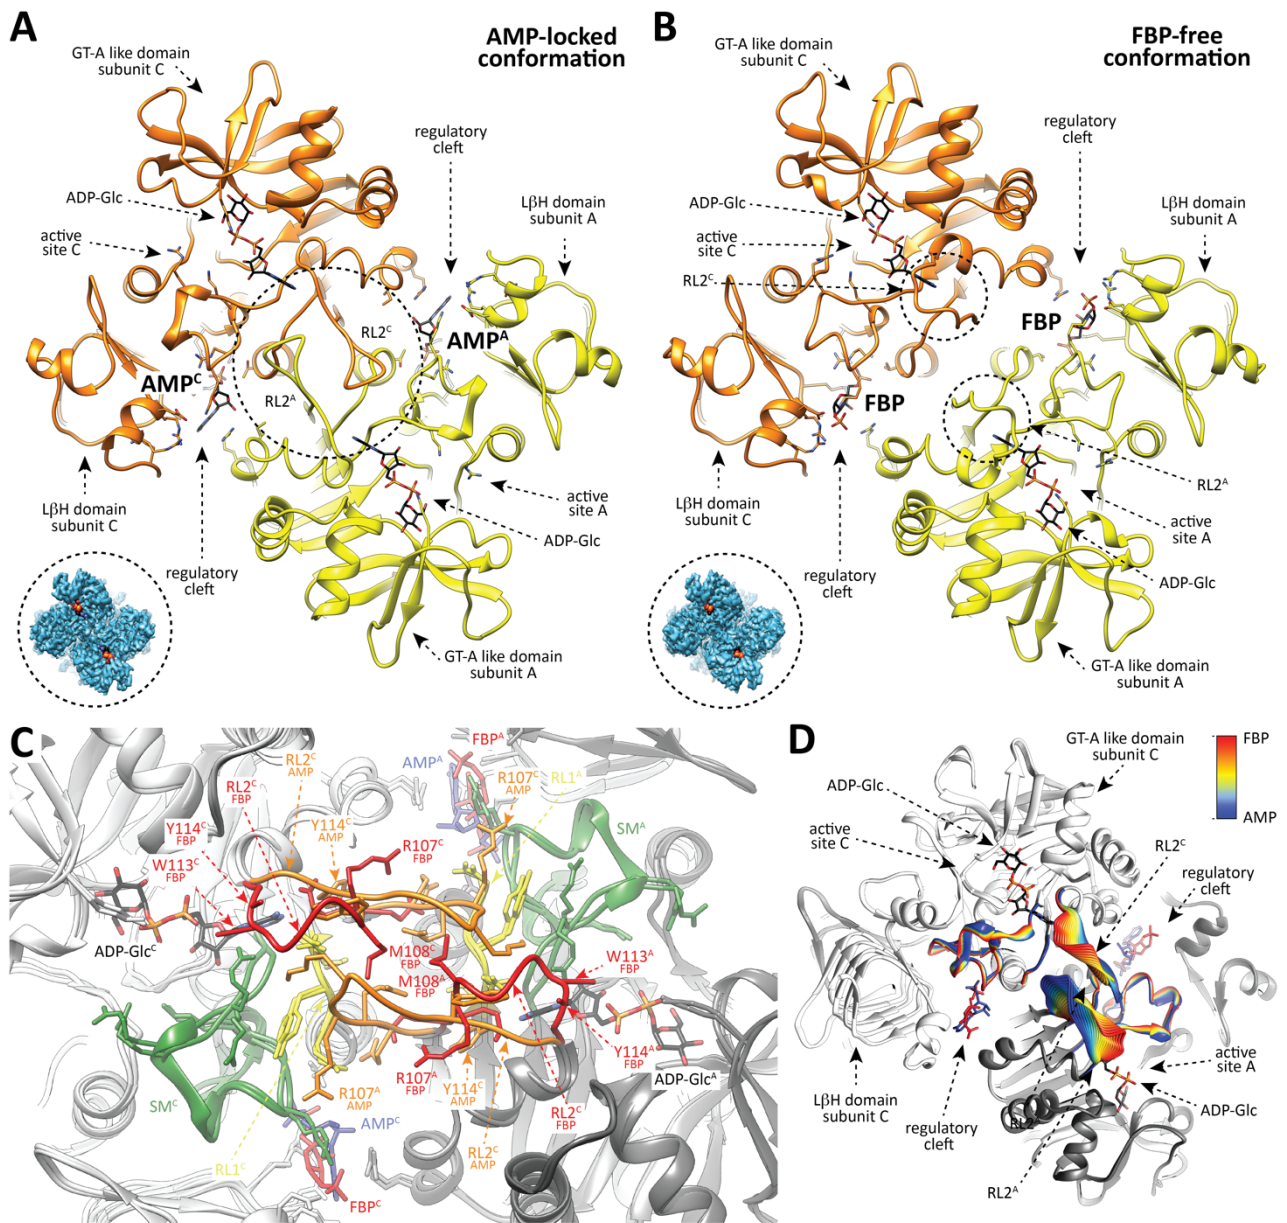 A
AMP-locked
conformation
GT-A like domain
subunit C
regulatory
cleft
ADP-Glc
LβH domain
subunit A
active
site C
RL2C
AMPA
AMPC
RL2A
LβH domain
subunit C
active
site A
ADP-Glc
regulatory
cleft
GT-A like domain
subunit A
B
FBP-free
conformation
GT-A like domain
subunit C
regulatory
cleft
ADP-Glc
LβH domain
subunit A
active
site C
RL2C
FBP
FBP
RL2A
LβH domain
subunit C
active
site A
regulatory
cleft
ADP-Glc
GT-A like domain
subunit A
C
FBPA
RL2C
AMP
AMPA
RL2C
FBP
R107C
AMP
RL1A
Y114C
FBP
Y114C
AMP
R107C
FBP
SMA
W113C
FBP
ADP-GlcC
M108C
FBP
M108A
FBP
W113A
FBP
R107A
FBP
Y114C
AMP
Y114A
FBP
ADP-GlcA
R107A
AMP
SMC
AMPC
RL2C
FBP
RL2C
AMP
RL1C
FBPC
D
GT-A like domain
subunit C
FBP
AMP
ADP-Glc
active
site C
RL2C
regulatory
cleft
active
site A
LβH domain
subunit C
regulatory
cleft
ADP-Glc
RL2A